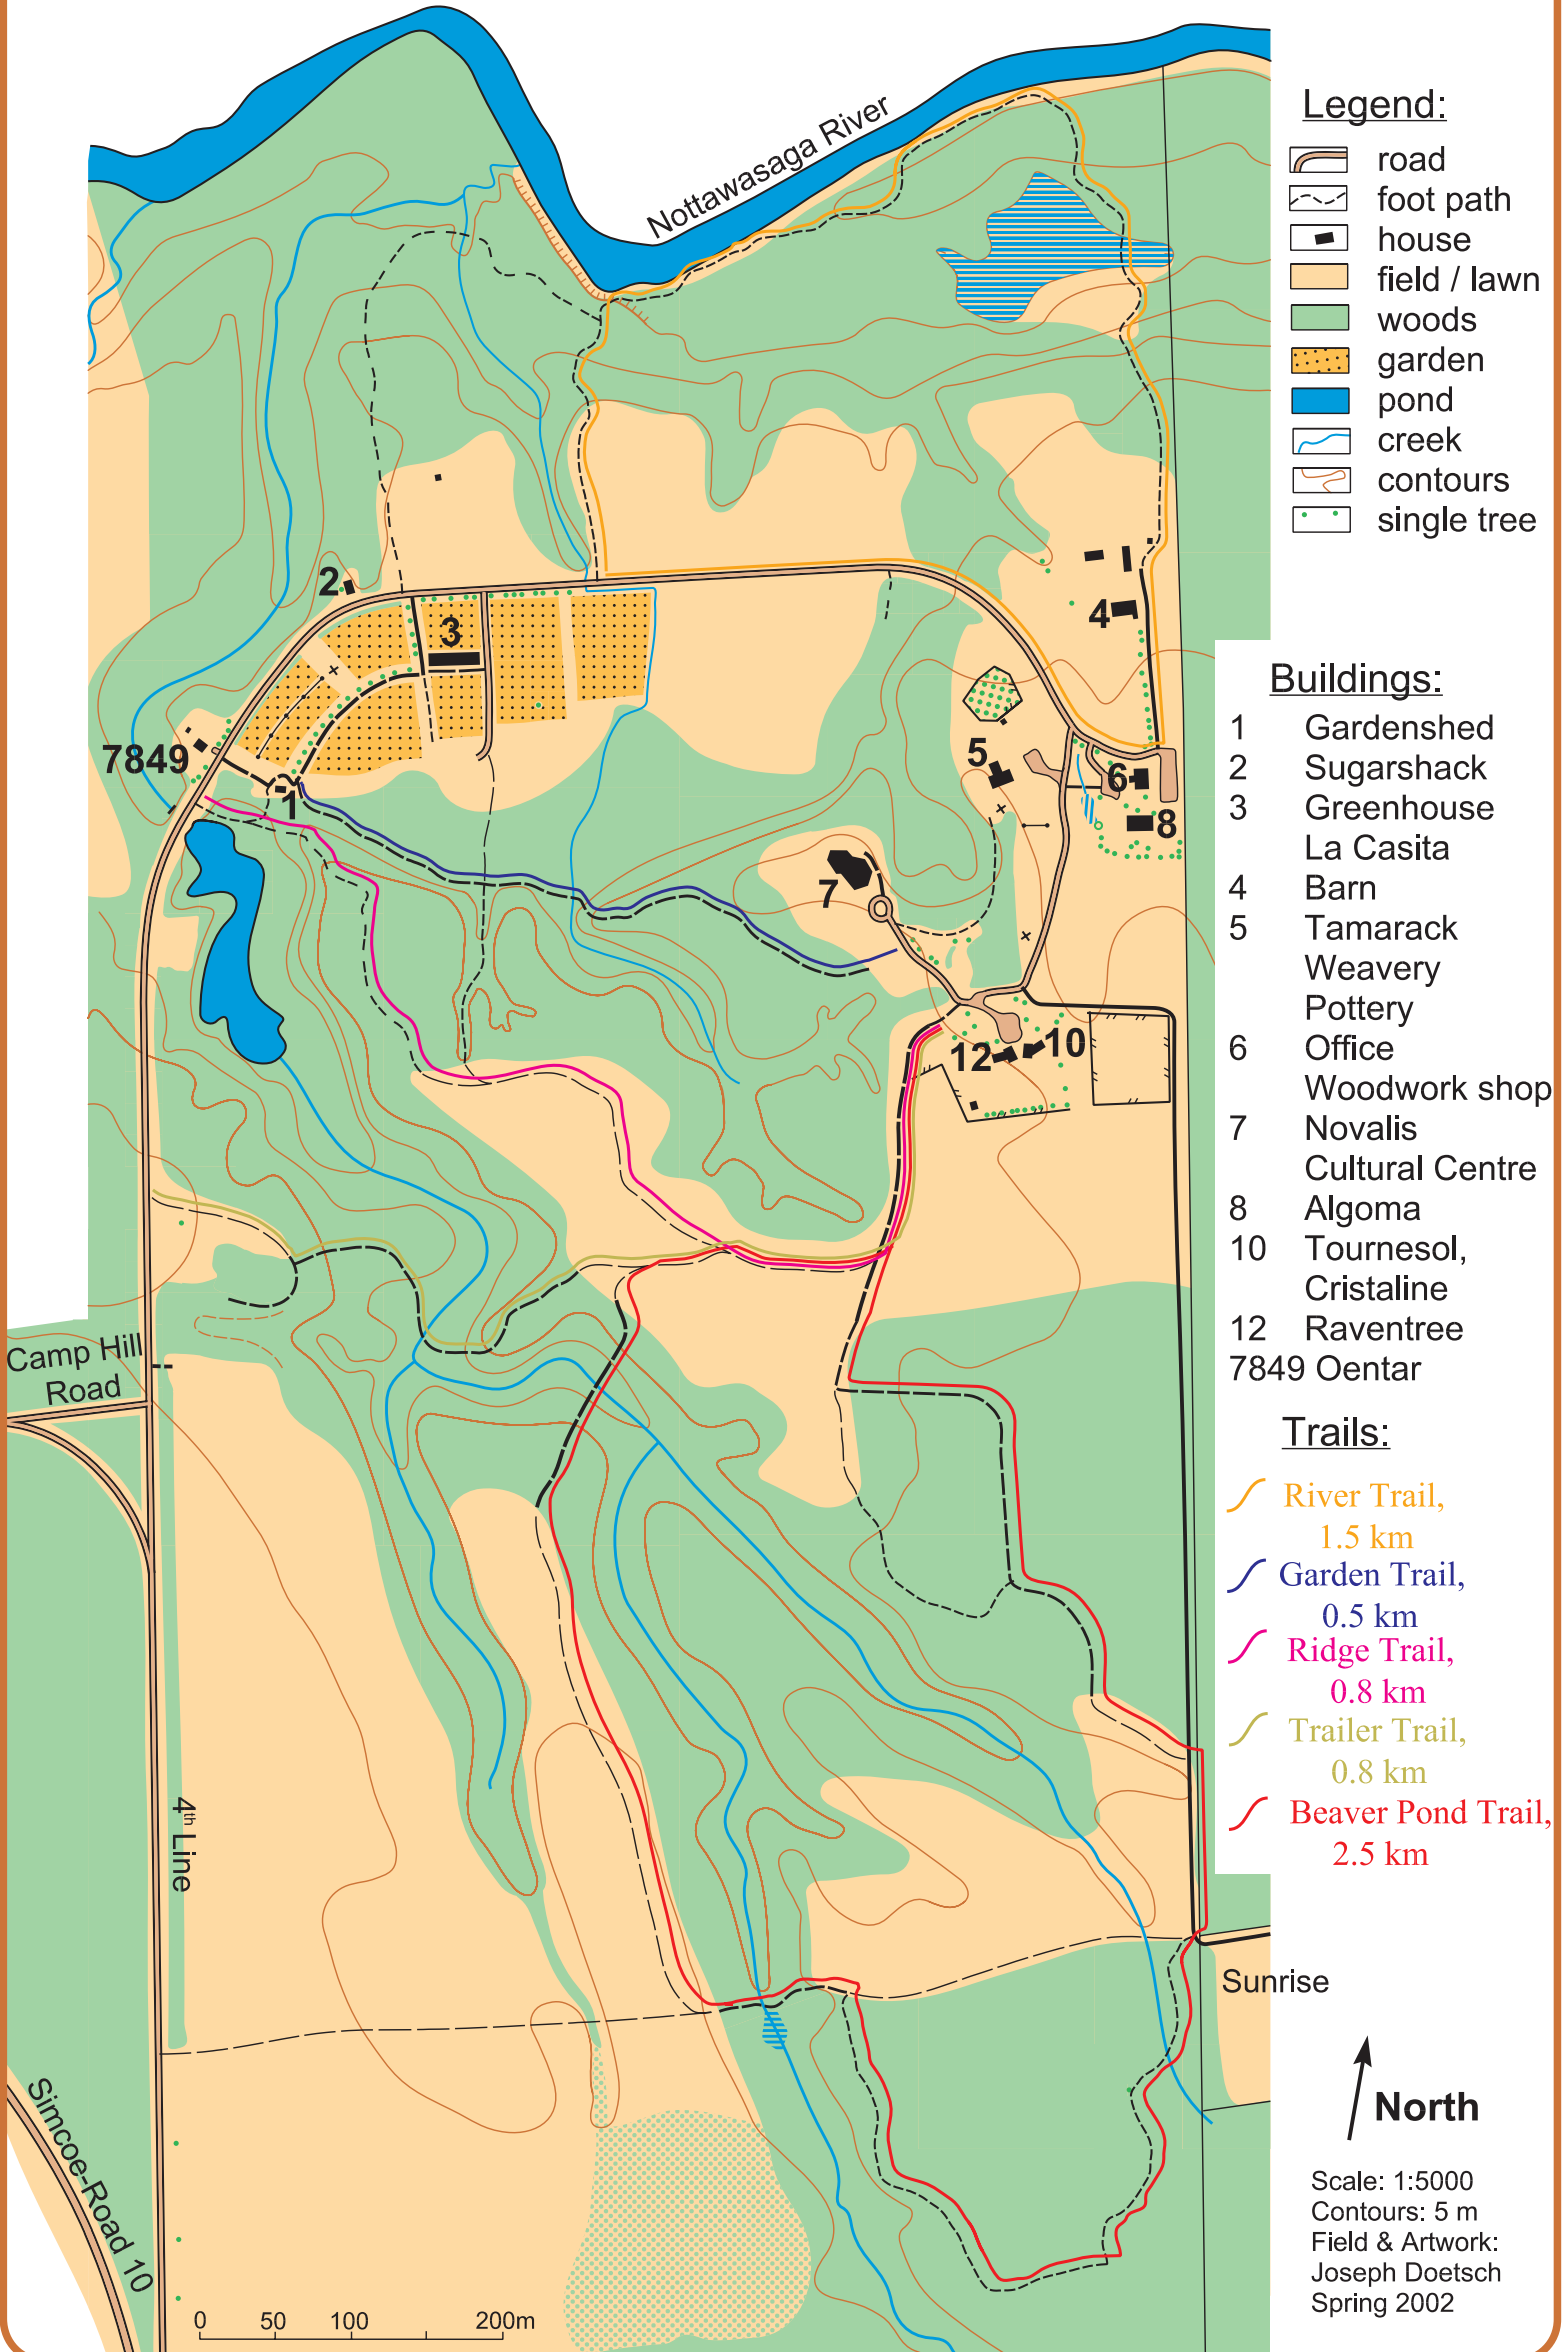 Nottawasaga River
Legend:
road
foot path
house
field / lawn
woods
garden
pond
creek
contours
single tree
2
3
4
7849
1
5
6
8
7
12
10
Buildings:
1 Gardenshed
2 Sugarshack
3 Greenhouse
La Casita
4 Barn
5 Tamarack
Weavery
Pottery
6 Office
Woodwork shop
7 Novalis
Cultural Centre
8 Algoma
10 Tournesol,
Cristaline
12 Raventree
7849 Oentar
Camp Hill
Road
Trails:
River Trail,
1.5 km
Garden Trail,
0.5 km
Ridge Trail,
0.8 km
Trailer Trail,
0.8 km
Beaver Pond Trail,
2.5 km
4th Line
Sunrise
North
Simcoe-Road 10
Scale: 1:5000
Contours: 5 m
Field & Artwork:
Joseph Doetsch
Spring 2002
0 50 100 200m